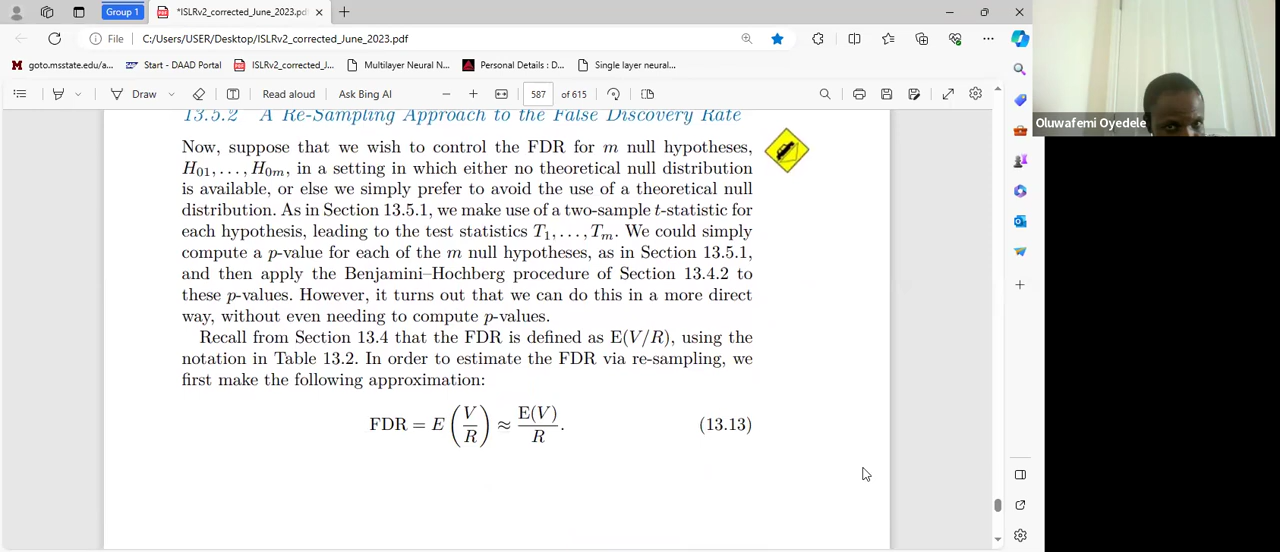 Group 1
*ISLRv2_corrected_June_2023.pd
File
C:/Users/USER/Desktop/ISLRv2_corrected_June_2023.pdf
goto.msstate.edu/a...
Start - DAAD Portal
ISLRv2_corrected_J...
Multilayer Neural N...
Personal Details : D...
Single layer neural...
Draw
Read aloud
Ask Bing AI
587
of 615
Oluwafemi Oyedele
13.5.2 A Re-Sampling Approach to the False Discovery Rate
Now, suppose that we wish to control the FDR for m null hypotheses,
H01, . . . , H0m, in a setting in which either no theoretical null distribution
is available, or else we simply prefer to avoid the use of a theoretical null
distribution. As in Section 13.5.1, we make use of a two-sample t-statistic for
each hypothesis, leading to the test statistics T1, . . . , Tm. We could simply
compute a p-value for each of the m null hypotheses, as in Section 13.5.1,
and then apply the Benjamini–Hochberg procedure of Section 13.4.2 to
these p-values. However, it turns out that we can do this in a more direct
way, without even needing to compute p-values.
Recall from Section 13.4 that the FDR is defined as E(V/R), using the
notation in Table 13.2. In order to estimate the FDR via re-sampling, we
first make the following approximation:
FDR = E (V/R) ≈ E(V)/R. (13.13)